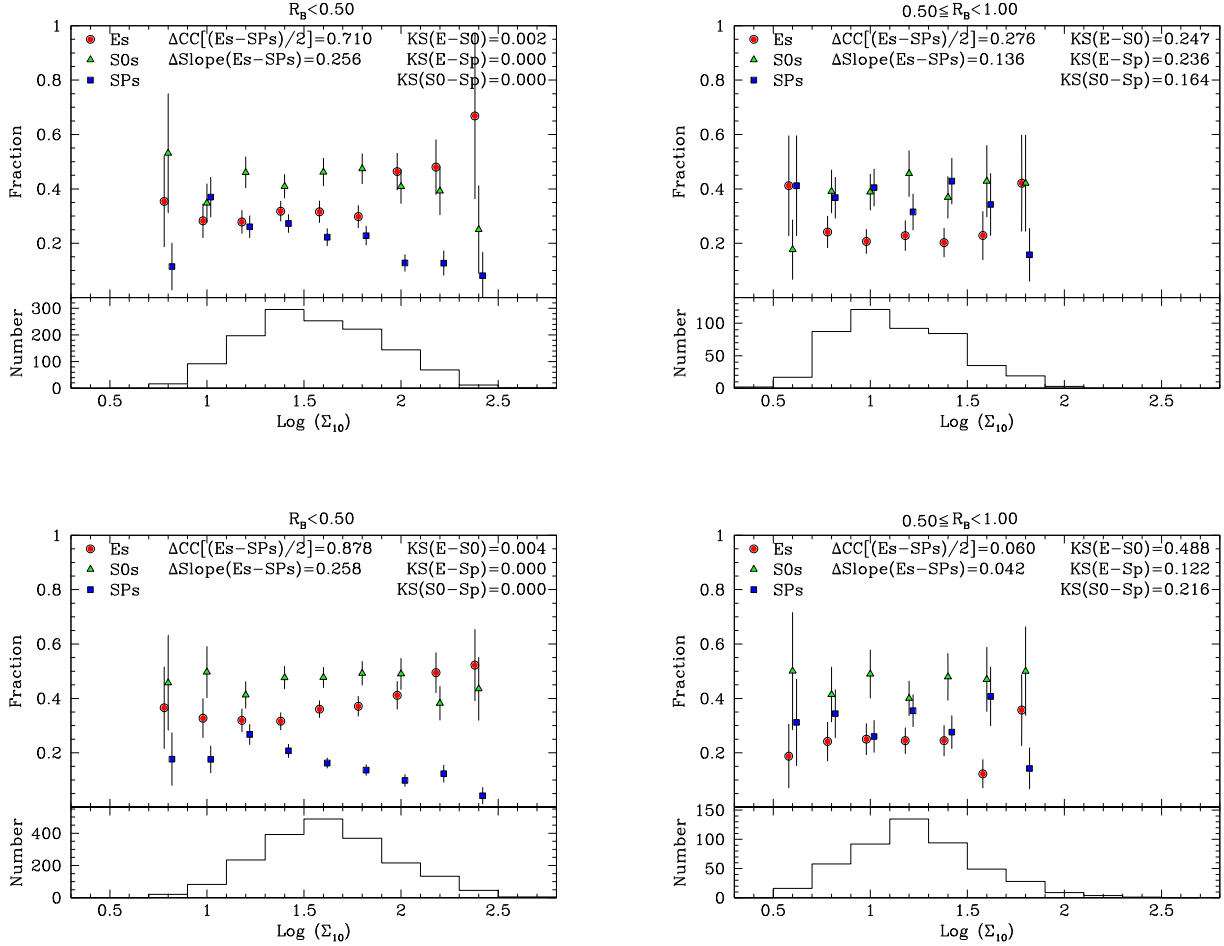 R_B<0.50
Es ΔCC[(Es−SPs)/2]=0.710 KS(E−S0)=0.002
S0s ΔSlope(Es−SPs)=0.256 KS(E−Sp)=0.000
SPs KS(S0−Sp)=0.000
1
0.8
0.6
0.4
0.2
Fraction
300
200
100
0
Number
0.5 1 1.5 2 2.5
Log (Σ₁₀)
0.50≦R_B<1.00
Es ΔCC[(Es−SPs)/2]=0.276 KS(E−S0)=0.247
S0s ΔSlope(Es−SPs)=0.136 KS(E−Sp)=0.236
SPs KS(S0−Sp)=0.164
1
0.8
0.6
0.4
0.2
Fraction
100
50
0
Number
0.5 1 1.5 2 2.5
Log (Σ₁₀)
R_B<0.50
Es ΔCC[(Es−SPs)/2]=0.878 KS(E−S0)=0.004
S0s ΔSlope(Es−SPs)=0.258 KS(E−Sp)=0.000
SPs KS(S0−Sp)=0.000
1
0.8
0.6
0.4
0.2
Fraction
400
200
0
Number
0.5 1 1.5 2 2.5
Log (Σ₁₀)
0.50≦R_B<1.00
Es ΔCC[(Es−SPs)/2]=0.060 KS(E−S0)=0.488
S0s ΔSlope(Es−SPs)=0.042 KS(E−Sp)=0.122
SPs KS(S0−Sp)=0.216
1
0.8
0.6
0.4
0.2
Fraction
150
100
50
0
Number
0.5 1 1.5 2 2.5
Log (Σ₁₀)